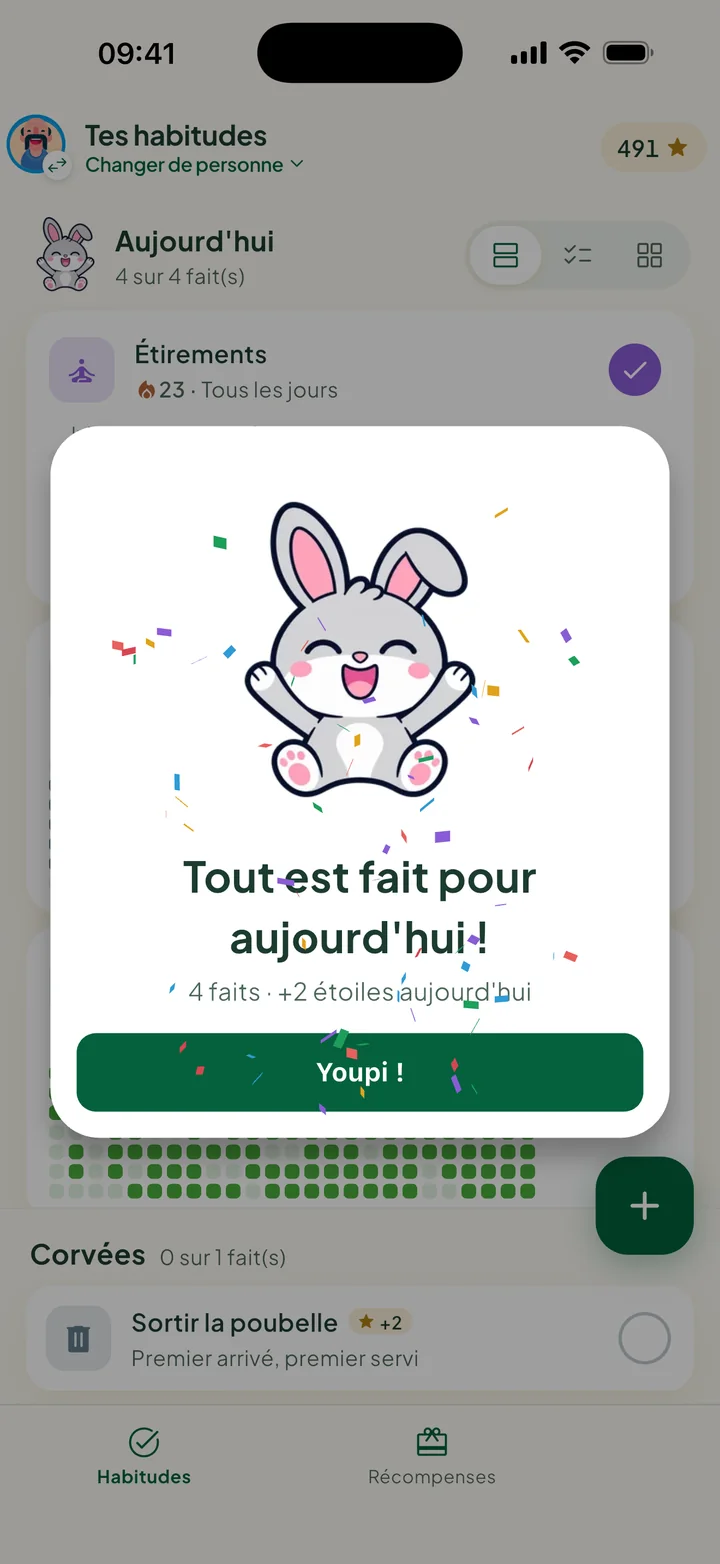 09:41
Tes habitudes
Changer de personne
491
Aujourd'hui
4 sur 4 fait(s)
Étirements
23 · Tous les jours
Tout est fait pour
aujourd'hui !
4 faits · +2 étoiles aujourd'hui
Youpi !
Corvées 0 sur 1 fait(s)
Sortir la poubelle +2
Premier arrivé, premier servi
Habitudes Récompenses